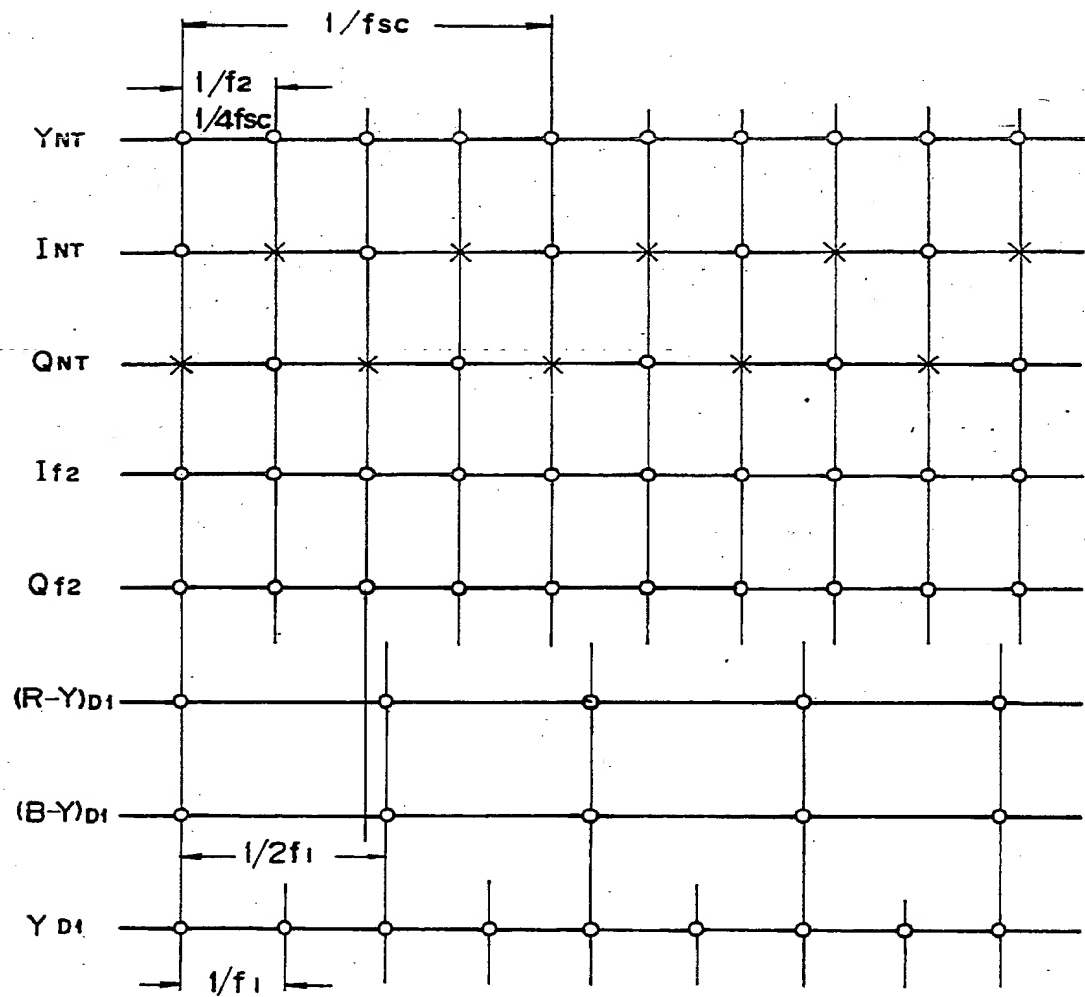 1/fsc
1/f2
1/4fsc
YNT
INT
QNT
If2
Qf2
(R-Y)D1
(B-Y)D1
1/2f1
Y D1
1/f1